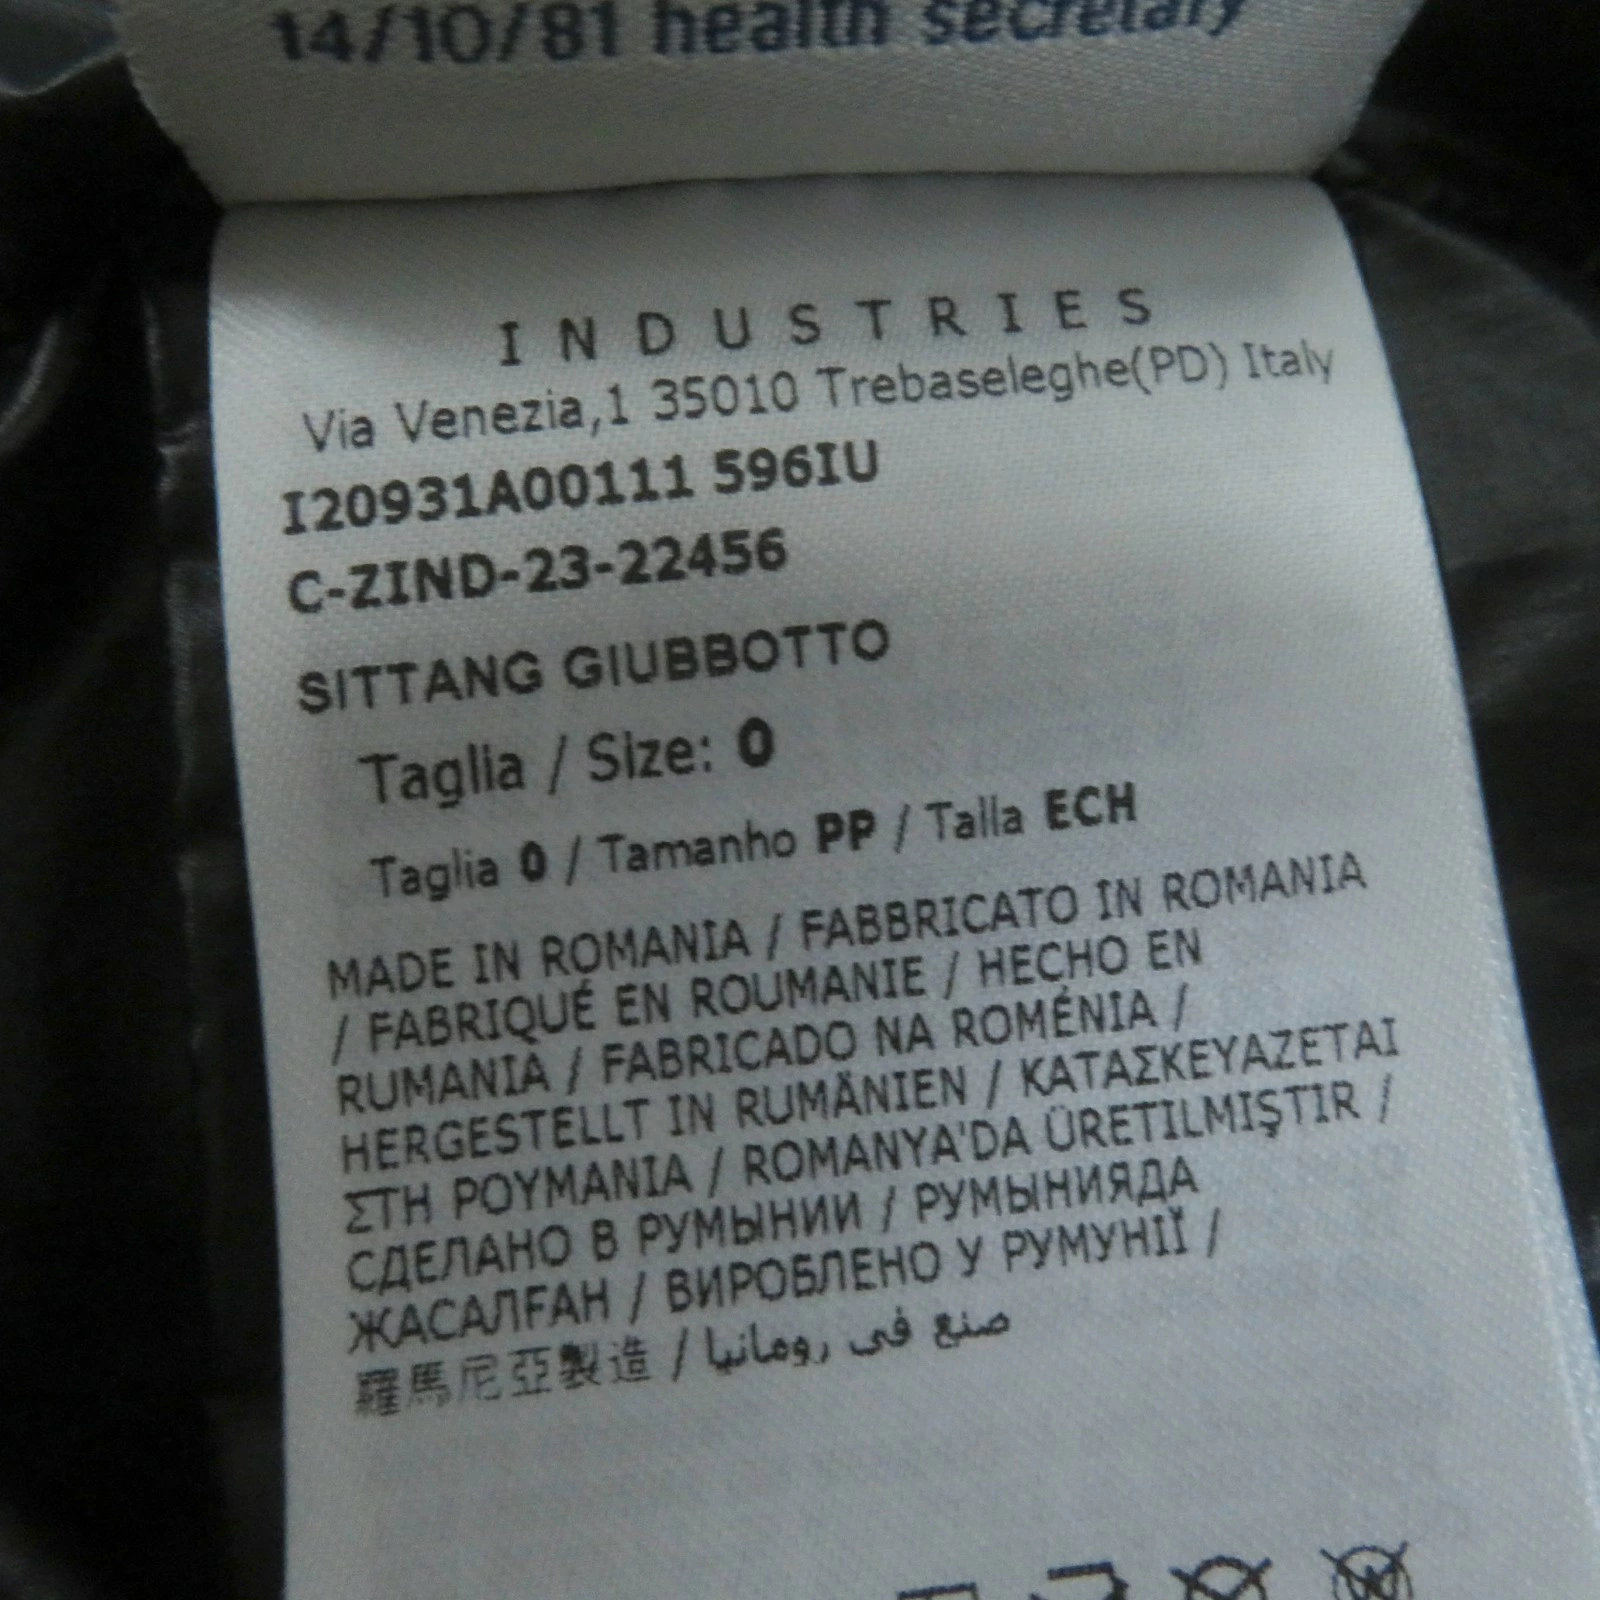 14/10/81 health secretary
INDUSTRIES
Via Venezia,1 35010 Trebaseleghe(PD) Italy
I20931A00111 596IU
C-ZIND-23-22456
SITTANG GIUBBOTTO
Taglia / Size: 0
Taglia 0 / Tamanho PP / Talla ECH
MADE IN ROMANIA / FABBRICATO IN ROMANIA
/ FABRIQUÉ EN ROUMANIE / HECHO EN
RUMANIA / FABRICADO NA ROMÉNIA /
HERGESTELLT IN RUMÄNIEN / ΚΑΤΑΣΚΕΥΑΖΕΤΑΙ
ΣΤΗ ΡΟΥΜΑΝΙΑ / ROMANYA'DA ÜRETILMIŞTIR /
СДЕЛАНО В РУМЫНИИ / РУМЫНИЯДА
ЖАСАЛҒАН / ВИРОБЛЕНО У РУМУНІЇ /
羅馬尼亞製造 / صنع في رومانيا